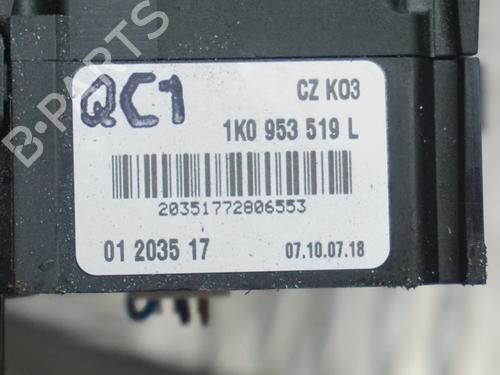 B-PARTS
QC1
CZ K03
1K0 953 519 L
20351772806553
01 2035 17
07.10.07.18